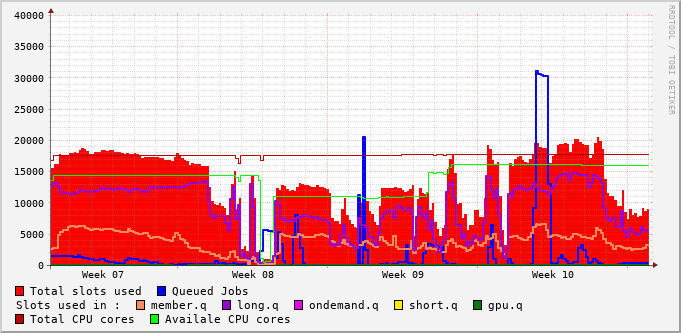 40000
35000
30000
25000
20000
15000
10000
5000
0
Week 07 Week 08 Week 09 Week 10
Total slots used Queued Jobs
Slots used in : member.q long.q ondemand.q short.q gpu.q
Total CPU cores Availale CPU cores
RRDTOOL / TOBI OETIKER